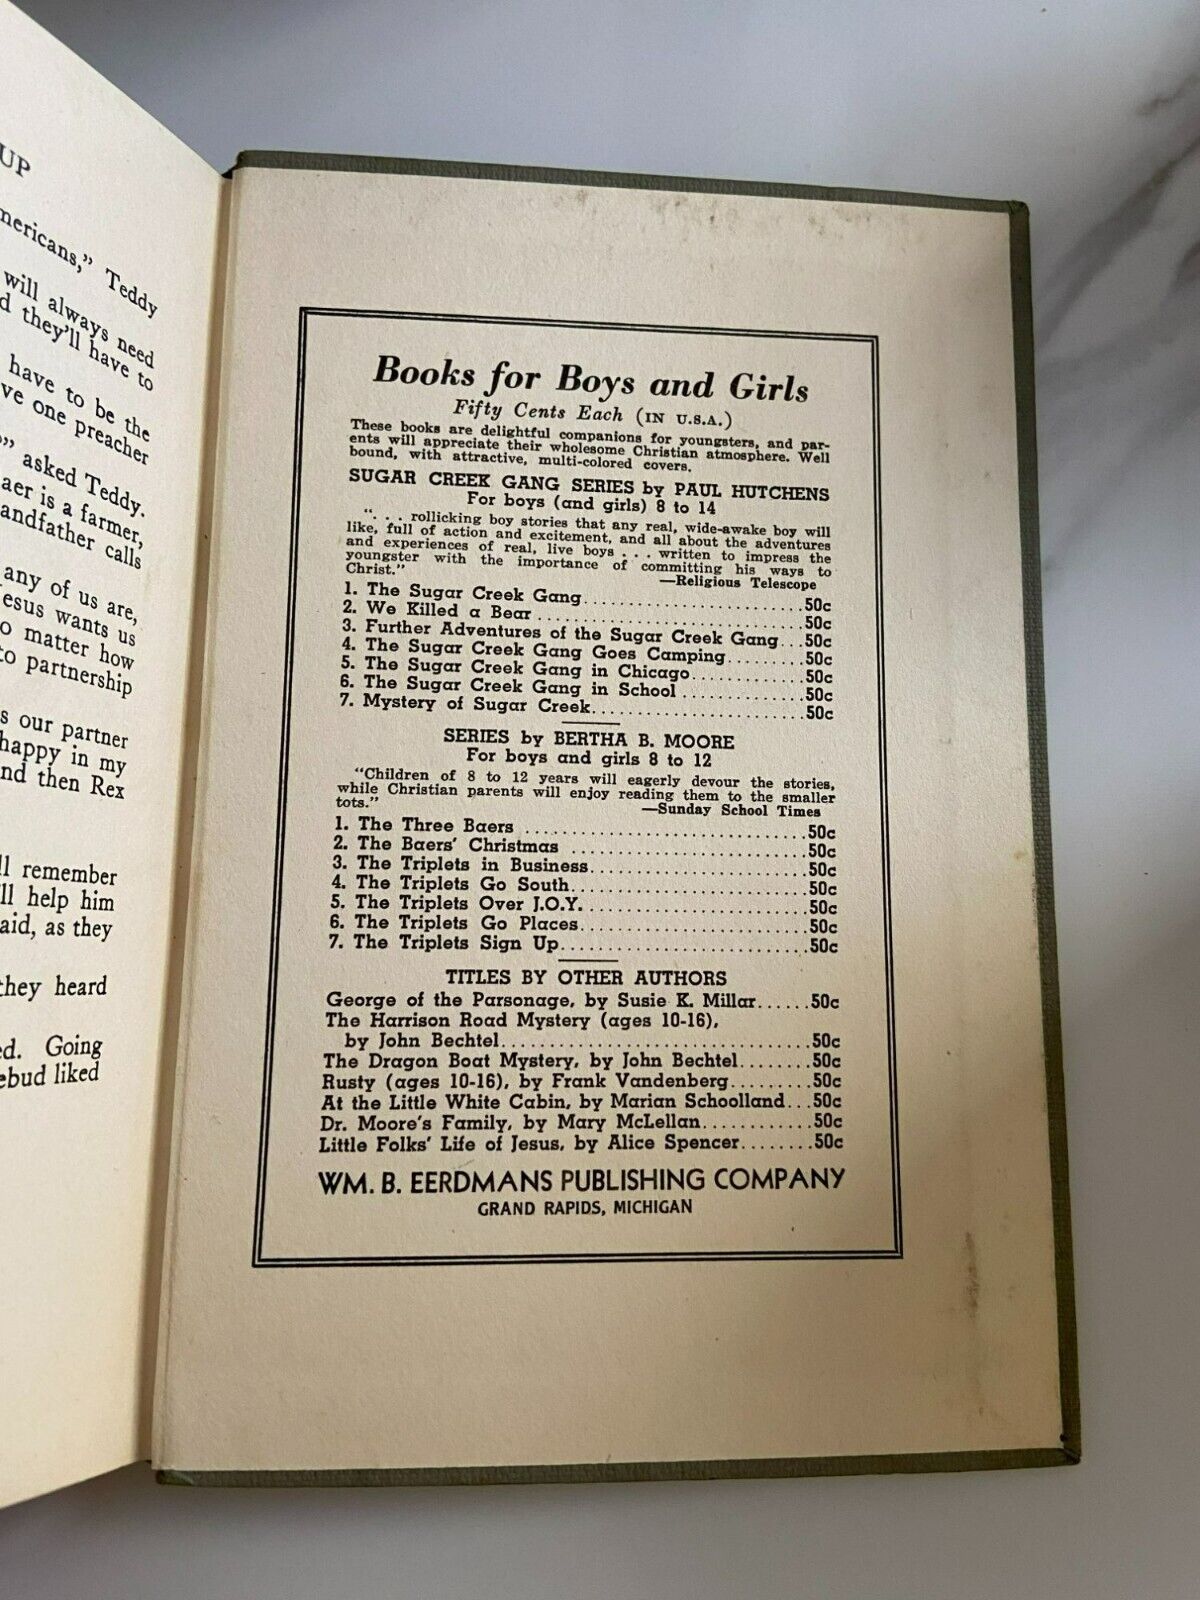 UP
mericans," Teddy
will always need
d they'll have to
have to be the
ve one preacher
asked Teddy.
aer is a farmer,
andfather calls
any of us are,
esus wants us
o matter how
to partnership
s our partner
happy in my
nd then Rex
ll remember
ll help him
aid, as they
they heard
ed. Going
ebud liked
Books for Boys and Girls
Fifty Cents Each (IN U.S.A.)
These books are delightful companions for youngsters, and par-
ents will appreciate their wholesome Christian atmosphere. Well
bound, with attractive, multi-colored covers.
SUGAR CREEK GANG SERIES by PAUL HUTCHENS
For boys (and girls) 8 to 14
". . . rollicking boy stories that any real, wide-awake boy will
like, full of action and excitement, and all about the adventures
and experiences of real, live boys . . . written to impress the
youngster with the importance of committing his ways to
Christ."
—Religious Telescope
1. The Sugar Creek Gang..........................50c
2. We Killed a Bear..............................50c
3. Further Adventures of the Sugar Creek Gang...50c
4. The Sugar Creek Gang Goes Camping.........50c
5. The Sugar Creek Gang in Chicago.............50c
6. The Sugar Creek Gang in School..............50c
7. Mystery of Sugar Creek........................50c
SERIES by BERTHA B. MOORE
For boys and girls 8 to 12
"Children of 8 to 12 years will eagerly devour the stories,
while Christian parents will enjoy reading them to the smaller
tots."
—Sunday School Times
1. The Three Baers...............................50c
2. The Baers' Christmas..........................50c
3. The Triplets in Business........................50c
4. The Triplets Go South..........................50c
5. The Triplets Over J.O.Y.........................50c
6. The Triplets Go Places.........................50c
7. The Triplets Sign Up...........................50c
TITLES BY OTHER AUTHORS
George of the Parsonage, by Susie K. Millar......50c
The Harrison Road Mystery (ages 10-16),
by John Bechtel...................................50c
The Dragon Boat Mystery, by John Bechtel........50c
Rusty (ages 10-16), by Frank Vandenberg.........50c
At the Little White Cabin, by Marian Schoolland...50c
Dr. Moore's Family, by Mary McLellan............50c
Little Folks' Life of Jesus, by Alice Spencer........50c
WM. B. EERDMANS PUBLISHING COMPANY
GRAND RAPIDS, MICHIGAN